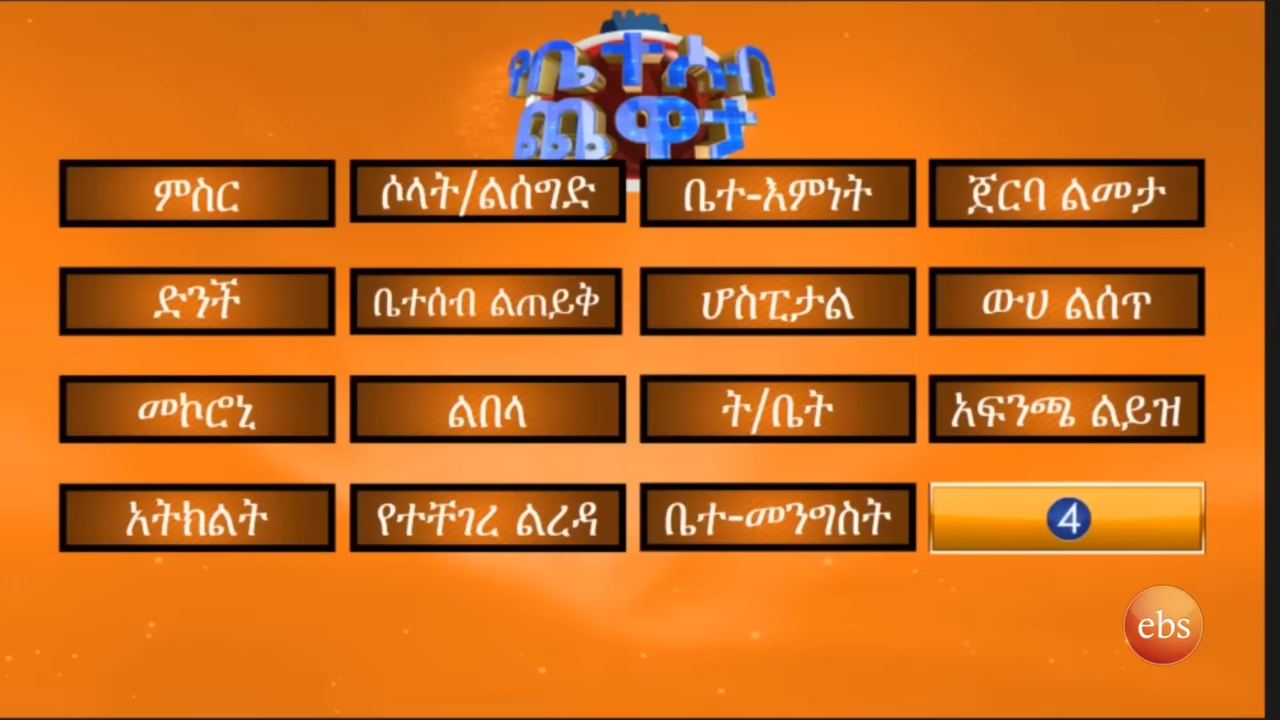 የቤተሰብ
ጨዋታ
ምስር
ሶላት/ልሰግድ
ቤተ-እምነት
ጀርባ ልመታ
ድንች
ቤተሰብ ልጠይቅ
ሆስፒታል
ውሀ ልሰጥ
መኮሮኒ
ልበላ
ት/ቤት
አፍንጫ ልይዝ
አትክልት
የተቸገረ ልረዳ
ቤተ-መንግስት
4
ebs